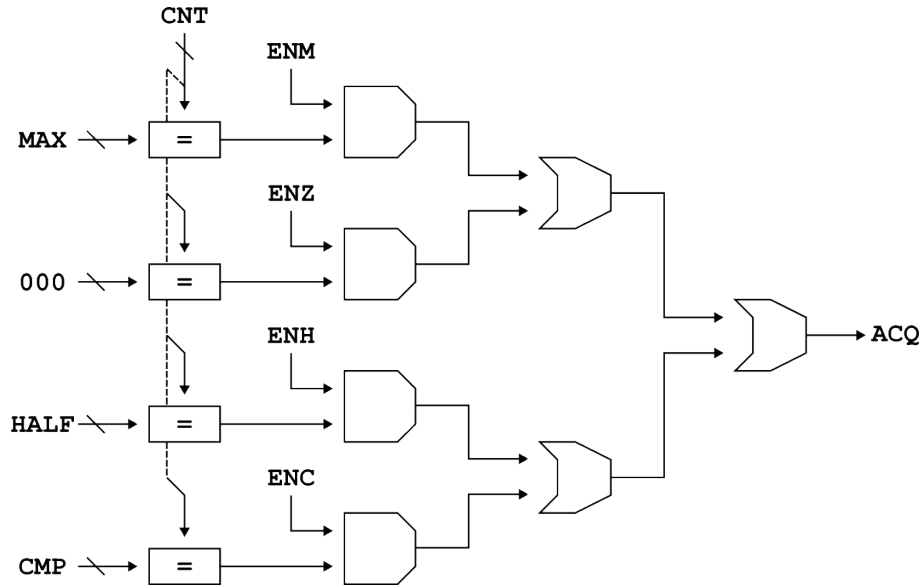 CNT
ENM
MAX
=
ENZ
000
=
ENH
ACQ
HALF
=
ENC
CMP
=